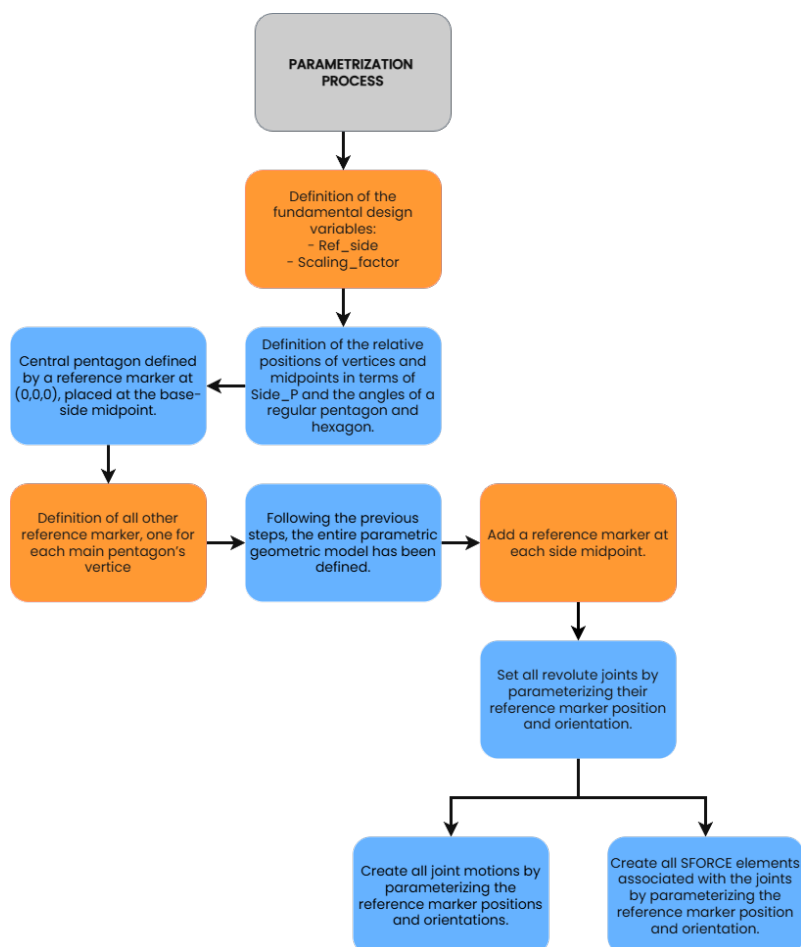 PARAMETRIZATION
PROCESS
Definition of the
fundamental design
variables:
- Ref_side
- Scaling_factor
Central pentagon defined
by a reference marker at
(0,0,0), placed at the base-
side midpoint.
Definition of the relative
positions of vertices and
midpoints in terms of
Side_P and the angles of a
regular pentagon and
hexagon.
Definition of all other
reference marker, one for
each main pentagon's
vertice
Following the previous
steps, the entire parametric
geometric model has been
defined.
Add a reference marker at
each side midpoint.
Set all revolute joints by
parameterizing their
reference marker position
and orientation.
Create all joint motions by
parameterizing the
reference marker positions
and orientations.
Create all SFORCE elements
associated with the joints
by parameterizing the
reference marker position
and orientation.